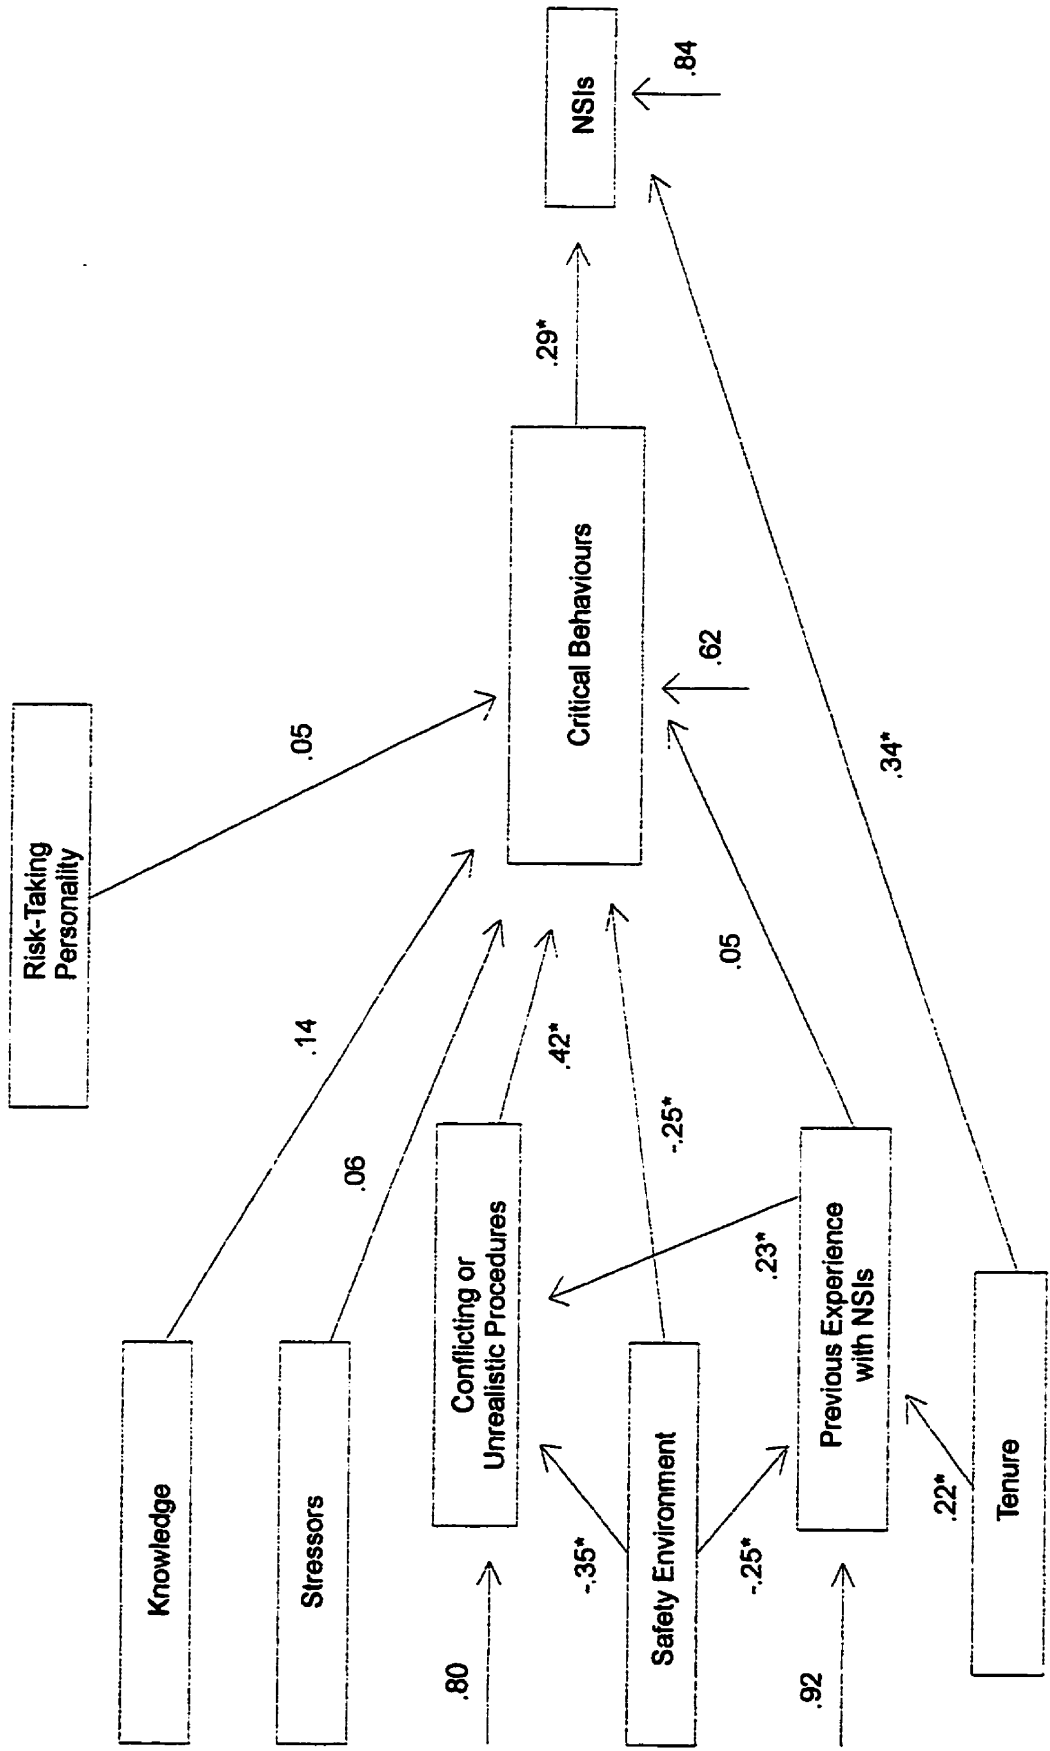 Risk-Taking
Personality
Knowledge
.14
.05
Stressors
.06
.80
Conflicting or
Unrealistic Procedures
.42*
Critical Behaviours
.29*
NSIs
.84
.62
-.35*
Safety Environment
-.25*
-.25*
.23*
.05
.92
Previous Experience
with NSIs
.22*
Tenure
.34*